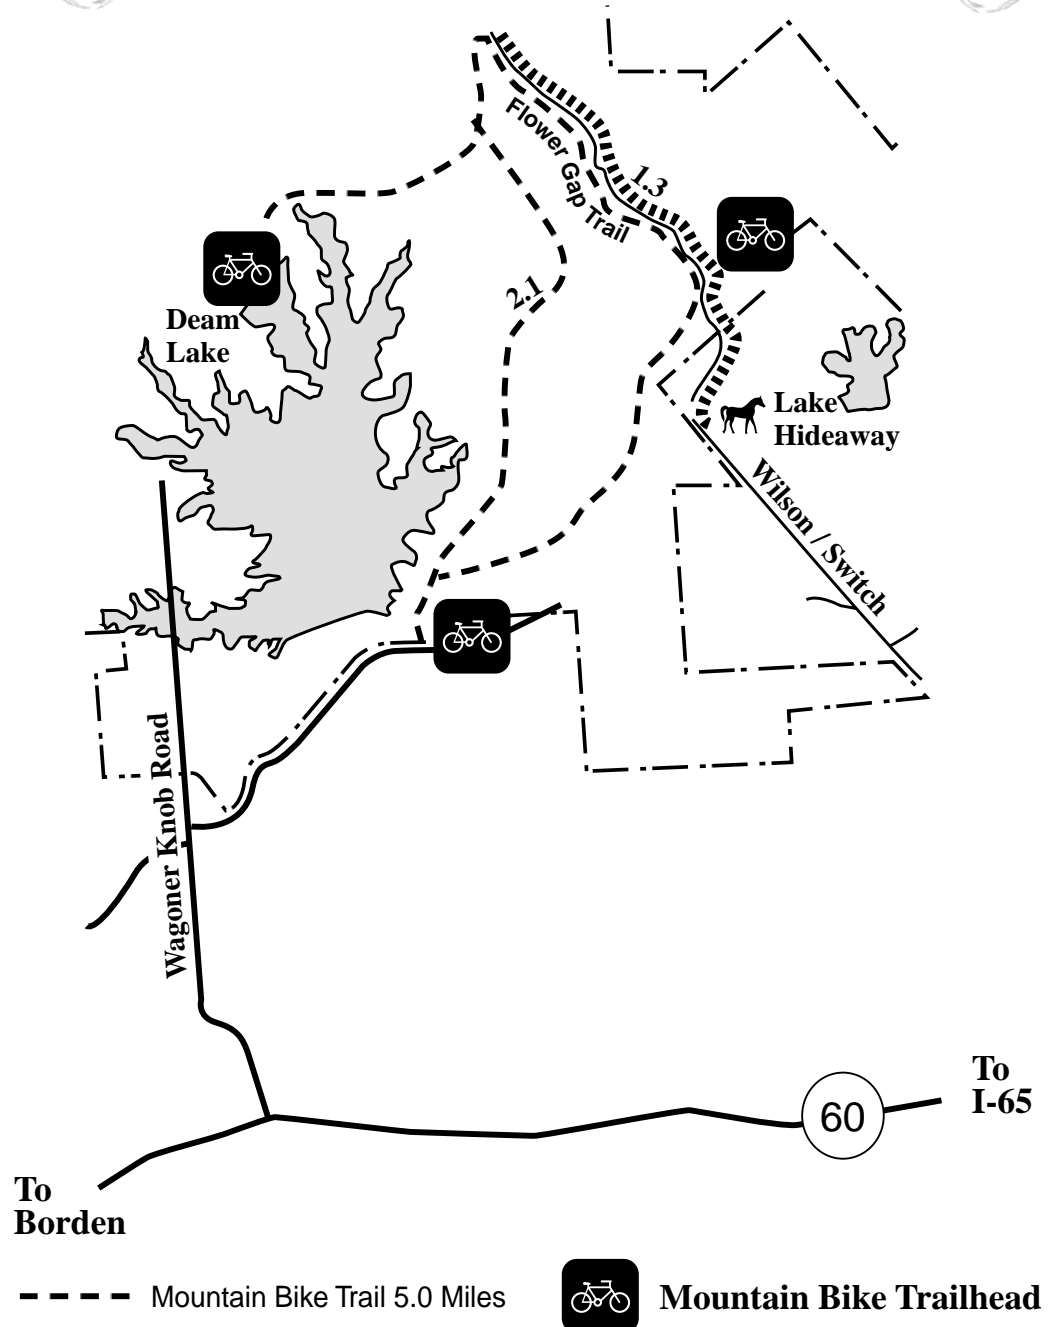 Flower Gap Trail
1.3
2.1
Deam
Lake
Lake
Hideaway
Wilson / Switch
Wagoner Knob Road
To
I-65
60
To
Borden
Mountain Bike Trail 5.0 Miles
Mountain Bike Trailhead